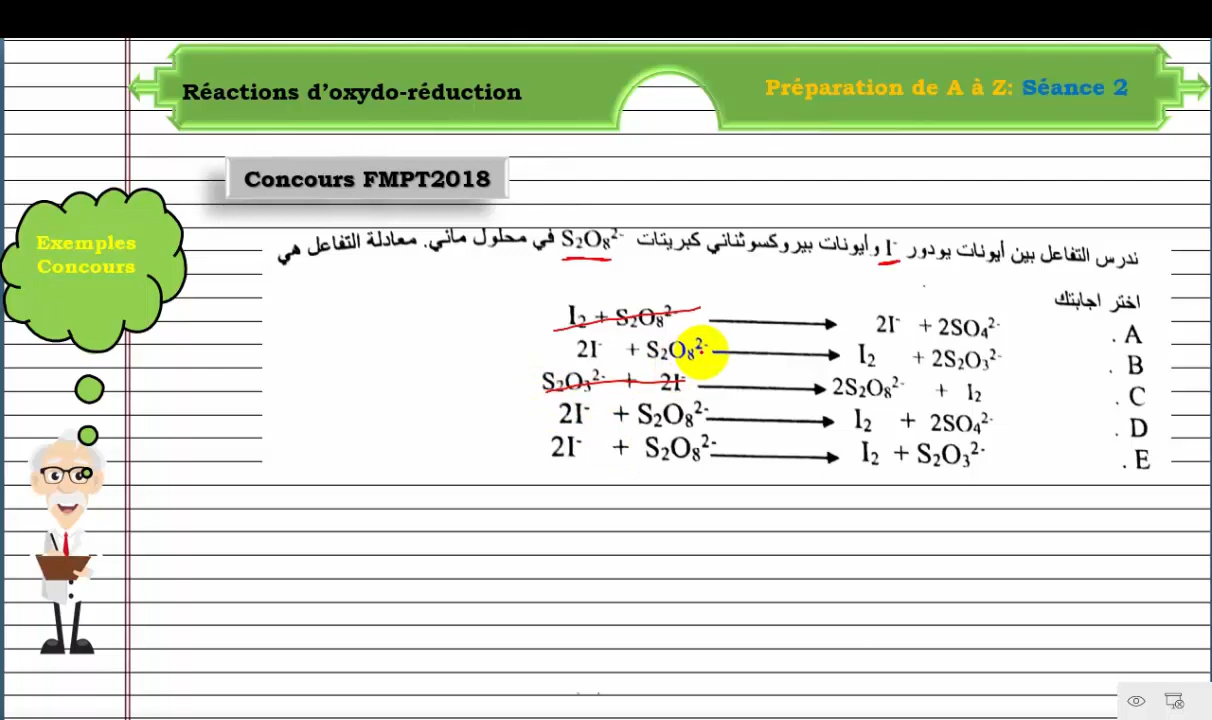 Réactions d’oxydo-réduction
Préparation de A à Z: Séance 2
Concours FMPT2018
Exemples
Concours
ندرس التفاعل بين أيونات يودور I⁻ وأيونات بيروكسوثنائي كبريتات S₂O₈²⁻ في محلول مائي. معادلة التفاعل هي
اختر اجابتك
I₂ + S₂O₈²⁻ ⟶ 2I⁻ + 2SO₄²⁻ . A
2I⁻ + S₂O₈²⁻ ⟶ I₂ + 2S₂O₃²⁻ . B
S₂O₃²⁻ + 2I⁻ ⟶ 2S₂O₈²⁻ + I₂ . C
2I⁻ + S₂O₈²⁻ ⟶ I₂ + 2SO₄²⁻ . D
2I⁻ + S₂O₈²⁻ ⟶ I₂ + S₂O₃²⁻ . E